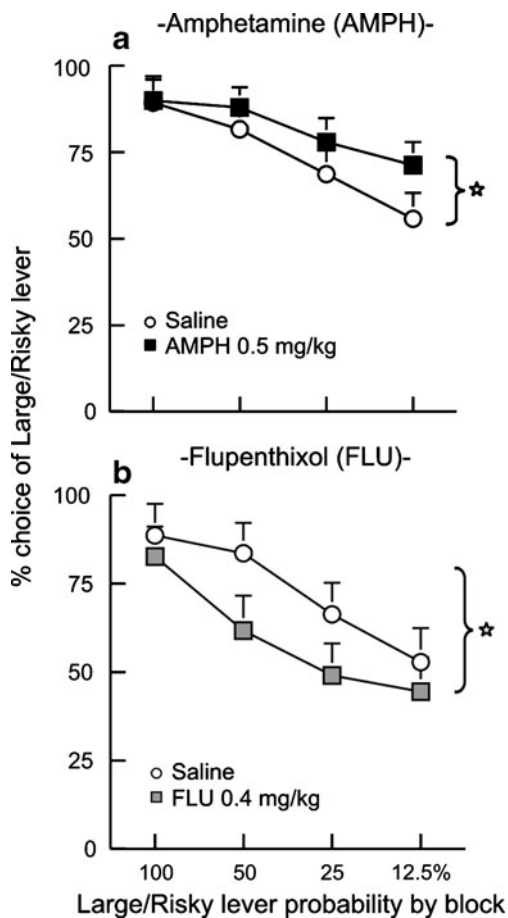 a
-Amphetamine (AMPH)-
100
75
50
25
0
Saline
AMPH 0.5 mg/kg
% choice of Large/Risky lever
b
-Flupenthixol (FLU)-
100
75
50
25
0
Saline
FLU 0.4 mg/kg
100 50 25 12.5%
Large/Risky lever probability by block